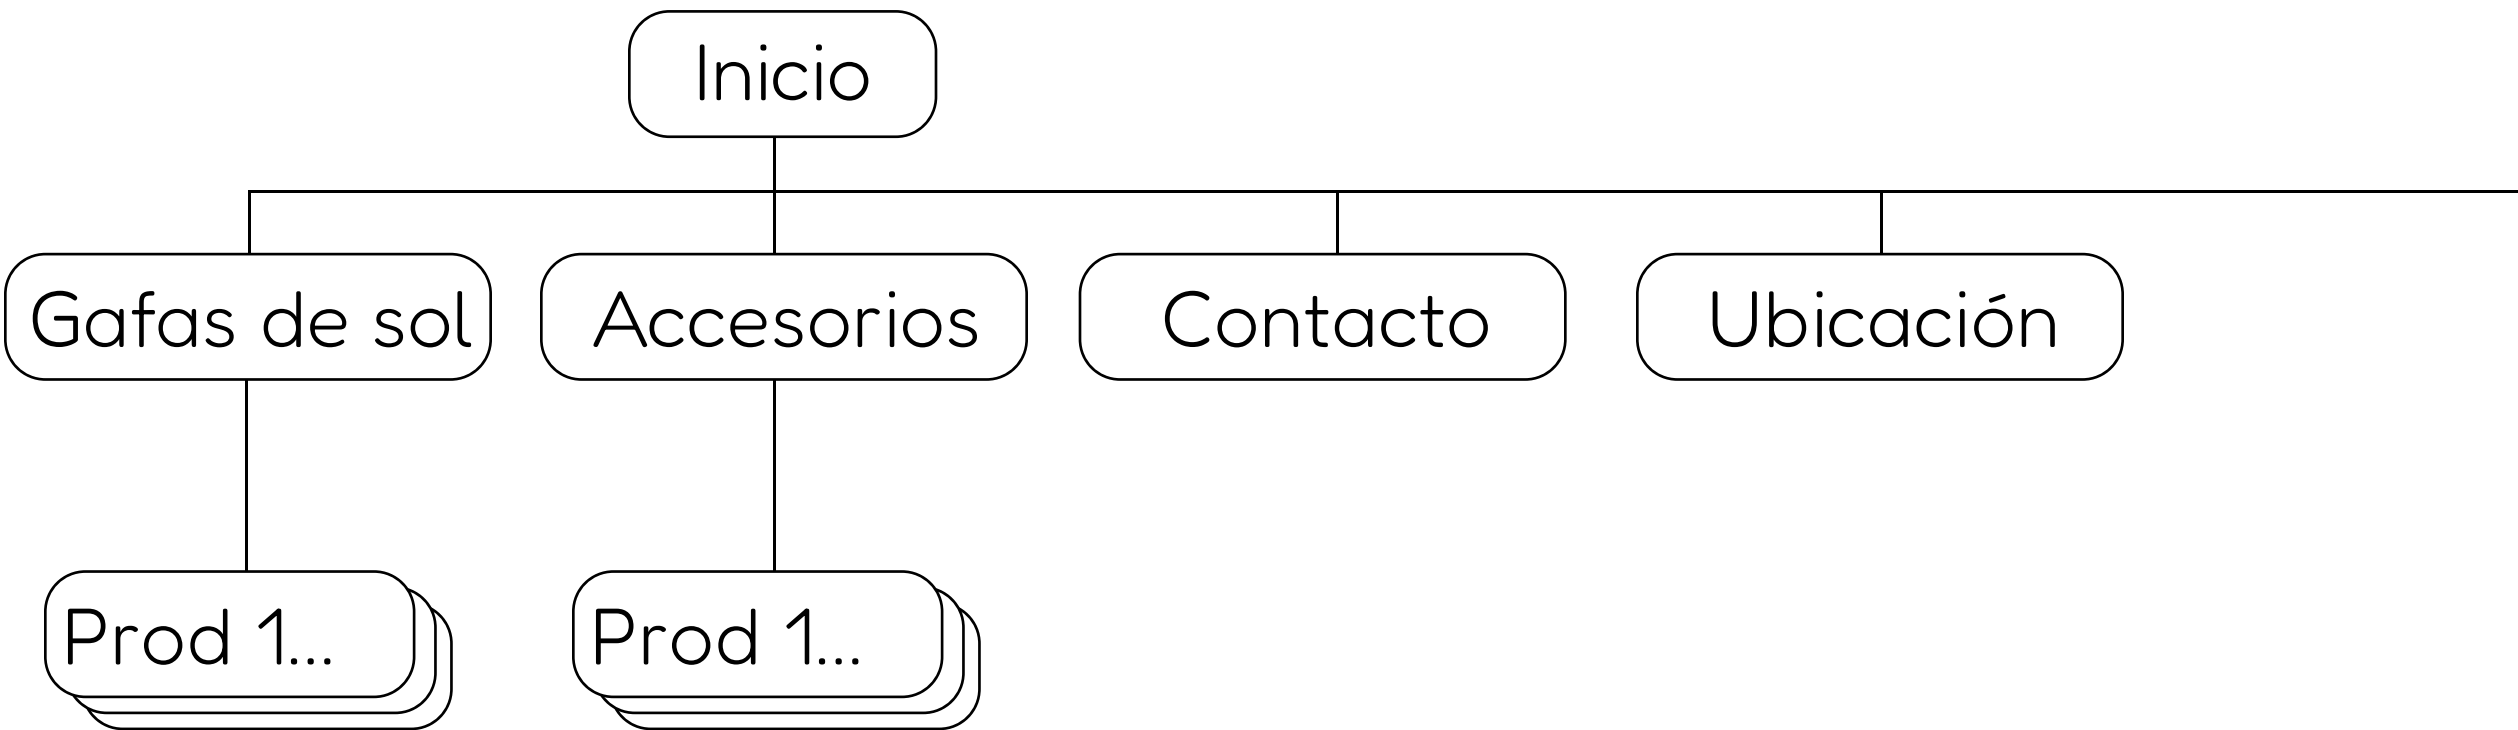 Inicio
Gafas de sol
Accesorios
Contacto
Ubicación
Prod 1...
Prod 1...